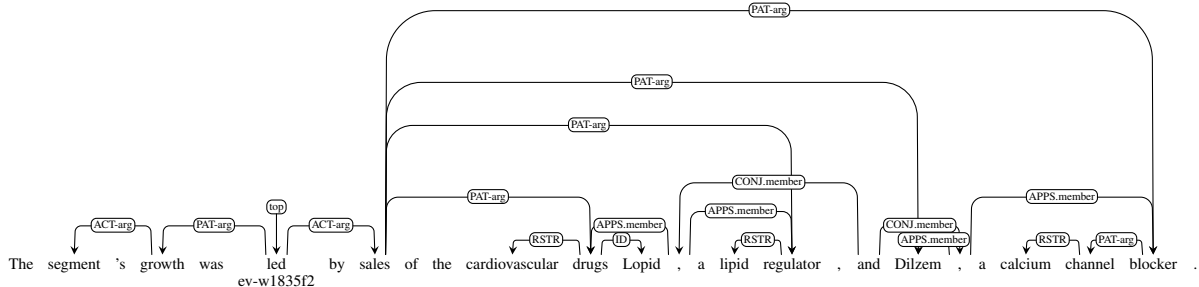 PAT-arg
PAT-arg
PAT-arg
CONJ.member
PAT-arg
top
APPS.member
APPS.member
ACT-arg
PAT-arg
ACT-arg
APPS.member
CONJ.member
RSTR
ID
RSTR
APPS.member
RSTR
PAT-arg
The segment 's growth was led by sales of the cardiovascular drugs Lopid , a lipid regulator , and Dilzem , a calcium channel blocker .
ev-w1835f2